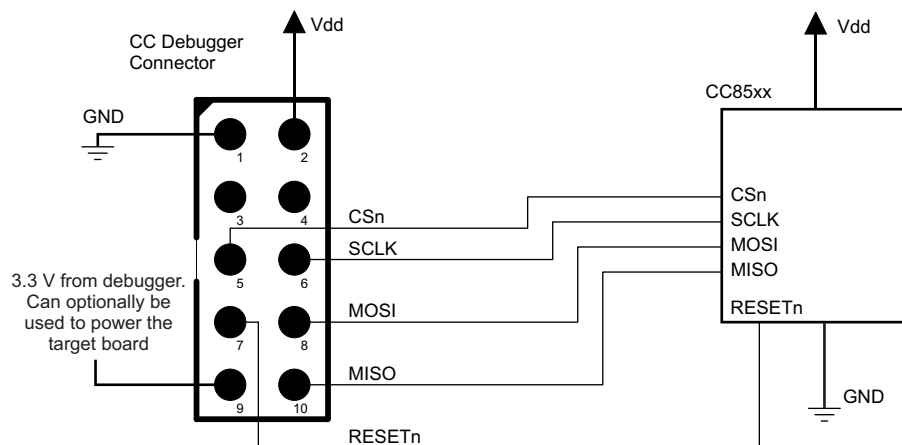 Vdd
Vdd
CC Debugger
Connector
CC85xx
GND
1
2
3
4
CSn
CSn
SCLK
SCLK
MOSI
MISO
3.3 V from debugger.
Can optionally be
used to power the
target board
5
6
RESETn
MOSI
7
8
MISO
GND
9
10
RESETn